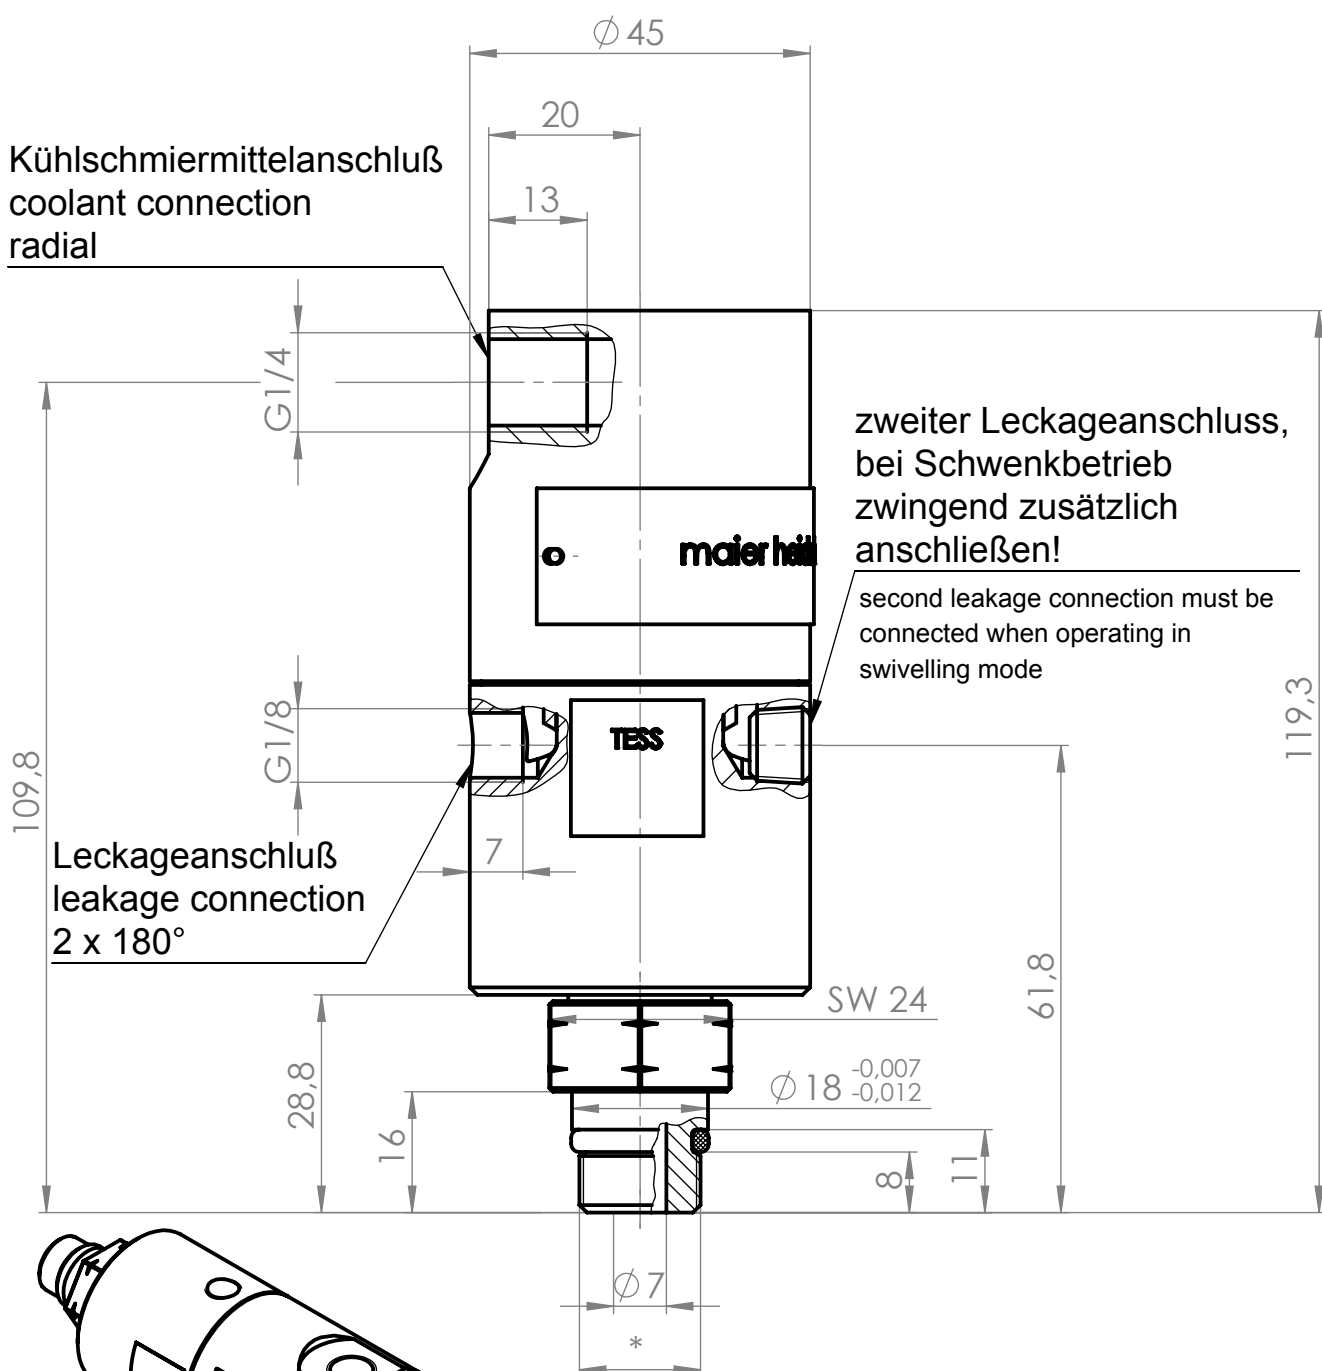 ⌀45
20
Kühlschmiermittelanschluß
coolant connection
radial
13
G1/4
zweiter Leckageanschluss,
bei Schwenkbetrieb
zwingend zusätzlich
anschließen!
second leakage connection must be
connected when operating in
swivelling mode
maier
TESS
119,3
G1/8
109,8
7
Leckageanschluß
leakage connection
2 x 180°
61,8
SW 24
⌀18 -0,007
-0,012
28,8
16
8
11
⌀7
*